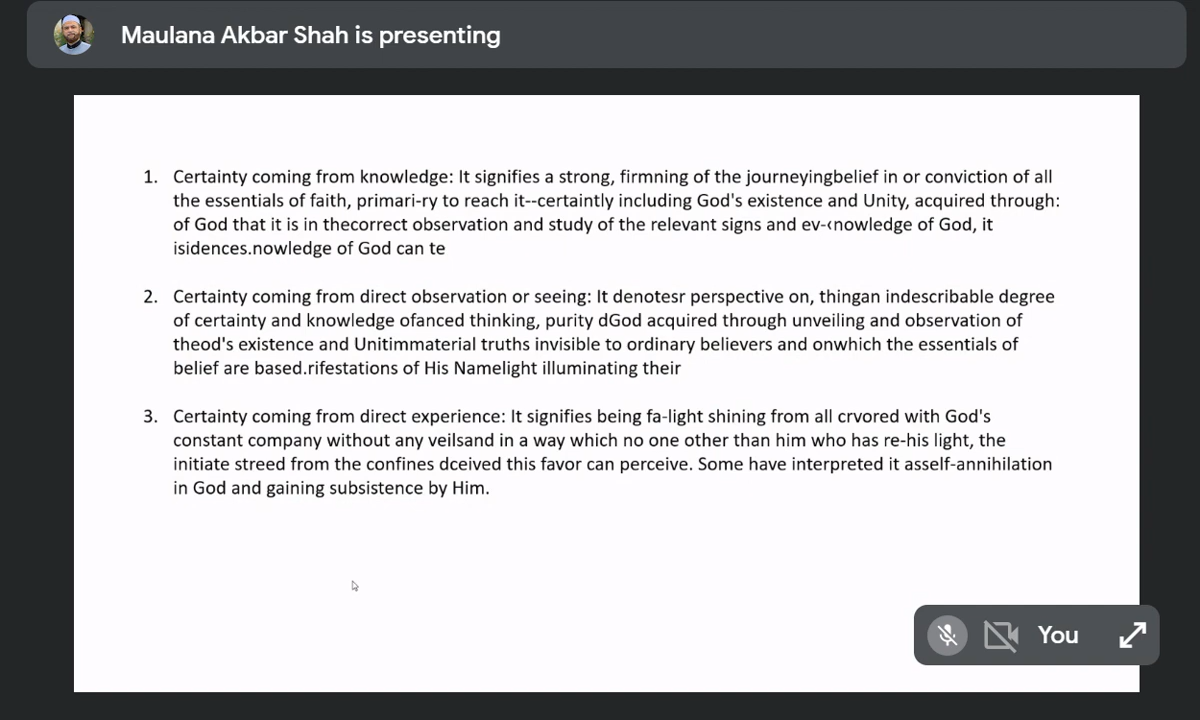 Maulana Akbar Shah is presenting
1. Certainty coming from knowledge: It signifies a strong, firmning of the journeyingbelief in or conviction of all
the essentials of faith, primari-ry to reach it--certaintly including God's existence and Unity, acquired through:
of God that it is in thecorrect observation and study of the relevant signs and ev-‹nowledge of God, it
isidences.nowledge of God can te
2. Certainty coming from direct observation or seeing: It denotesr perspective on, thingan indescribable degree
of certainty and knowledge ofanced thinking, purity dGod acquired through unveiling and observation of
theod's existence and Unitimmaterial truths invisible to ordinary believers and onwhich the essentials of
belief are based.rifestations of His Namelight illuminating their
3. Certainty coming from direct experience: It signifies being fa-light shining from all crvored with God's
constant company without any veilsand in a way which no one other than him who has re-his light, the
initiate streed from the confines dceived this favor can perceive. Some have interpreted it asself-annihilation
in God and gaining subsistence by Him.
You